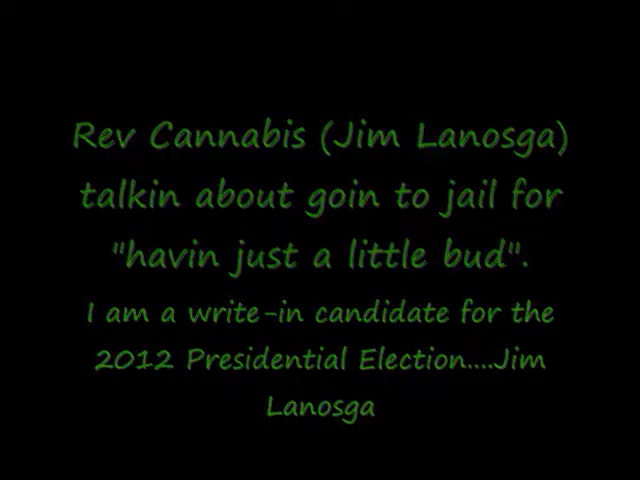 Rev Cannabis (Jim Lanosga)
talkin about goin to jail for
"havin just a little bud".
I am a write-in candidate for the
2012 Presidential Election....Jim
Lanosga